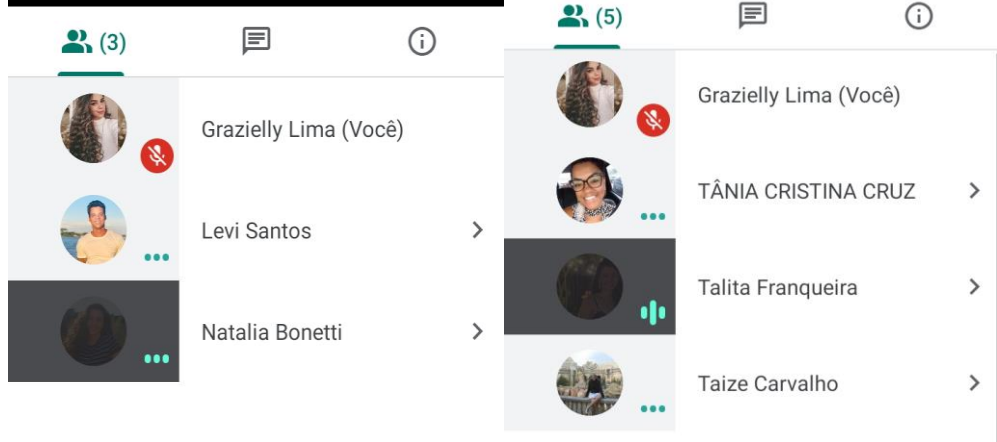 (3)
Grazielly Lima (Você)
Levi Santos
Natalia Bonetti
(5)
Grazielly Lima (Você)
TÂNIA CRISTINA CRUZ
Talita Franqueira
Taize Carvalho